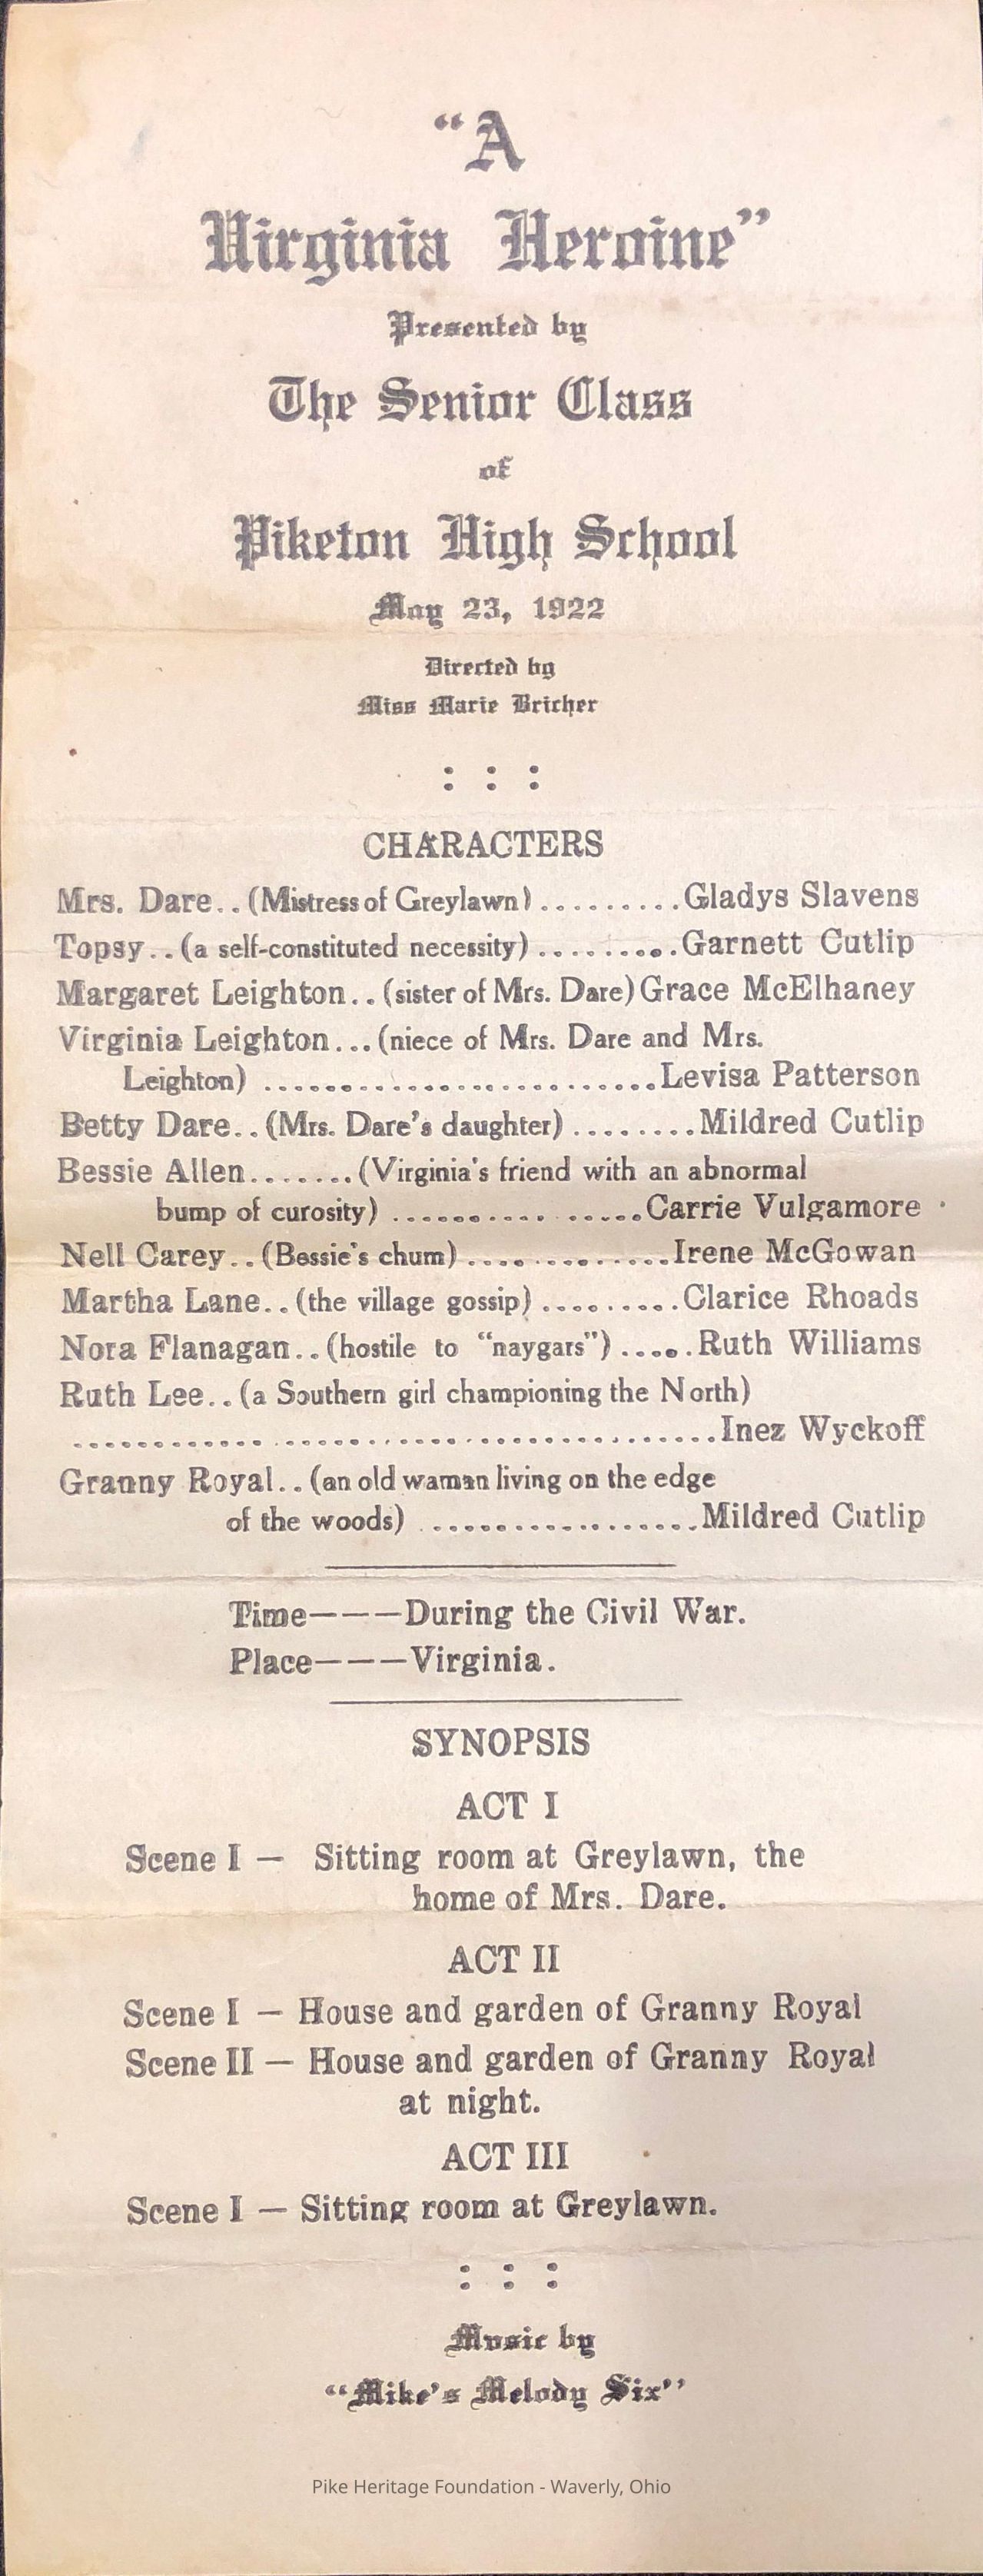 “A
Virginia Heroine”
Presented by
The Senior Class
of
Piketon High School
May 23, 1922
Directed by
Miss Marie Bricher
: : :
CHARACTERS
Mrs. Dare..(Mistress of Greylawn)..........Gladys Slavens
Topsy..(a self-constituted necessity)..........Garnett Cutlip
Margaret Leighton..(sister of Mrs. Dare)Grace McElhaney
Virginia Leighton...(niece of Mrs. Dare and Mrs.
Leighton) ..............................Levisa Patterson
Betty Dare..(Mrs. Dare’s daughter)........Mildred Cutlip
Bessie Allen.......(Virginia’s friend with an abnormal
bump of curosity) ........... ......Carrie Vulgamore
Nell Carey..(Bessie’s chum)...............Irene McGowan
Martha Lane..(the village gossip).........Clarice Rhoads
Nora Flanagan..(hostile to “naygars”).....Ruth Williams
Ruth Lee..(a Southern girl championing the North)
................................................Inez Wyckoff
Granny Royal..(an old waman living on the edge
of the woods) ....................Mildred Cutlip
Time———During the Civil War.
Place———Virginia.
SYNOPSIS
ACT I
Scene I — Sitting room at Greylawn, the
home of Mrs. Dare.
ACT II
Scene I — House and garden of Granny Royal
Scene II — House and garden of Granny Royal
at night.
ACT III
Scene I — Sitting room at Greylawn.
: : :
Music by
“Mike’s Melody Six”
Pike Heritage Foundation - Waverly, Ohio